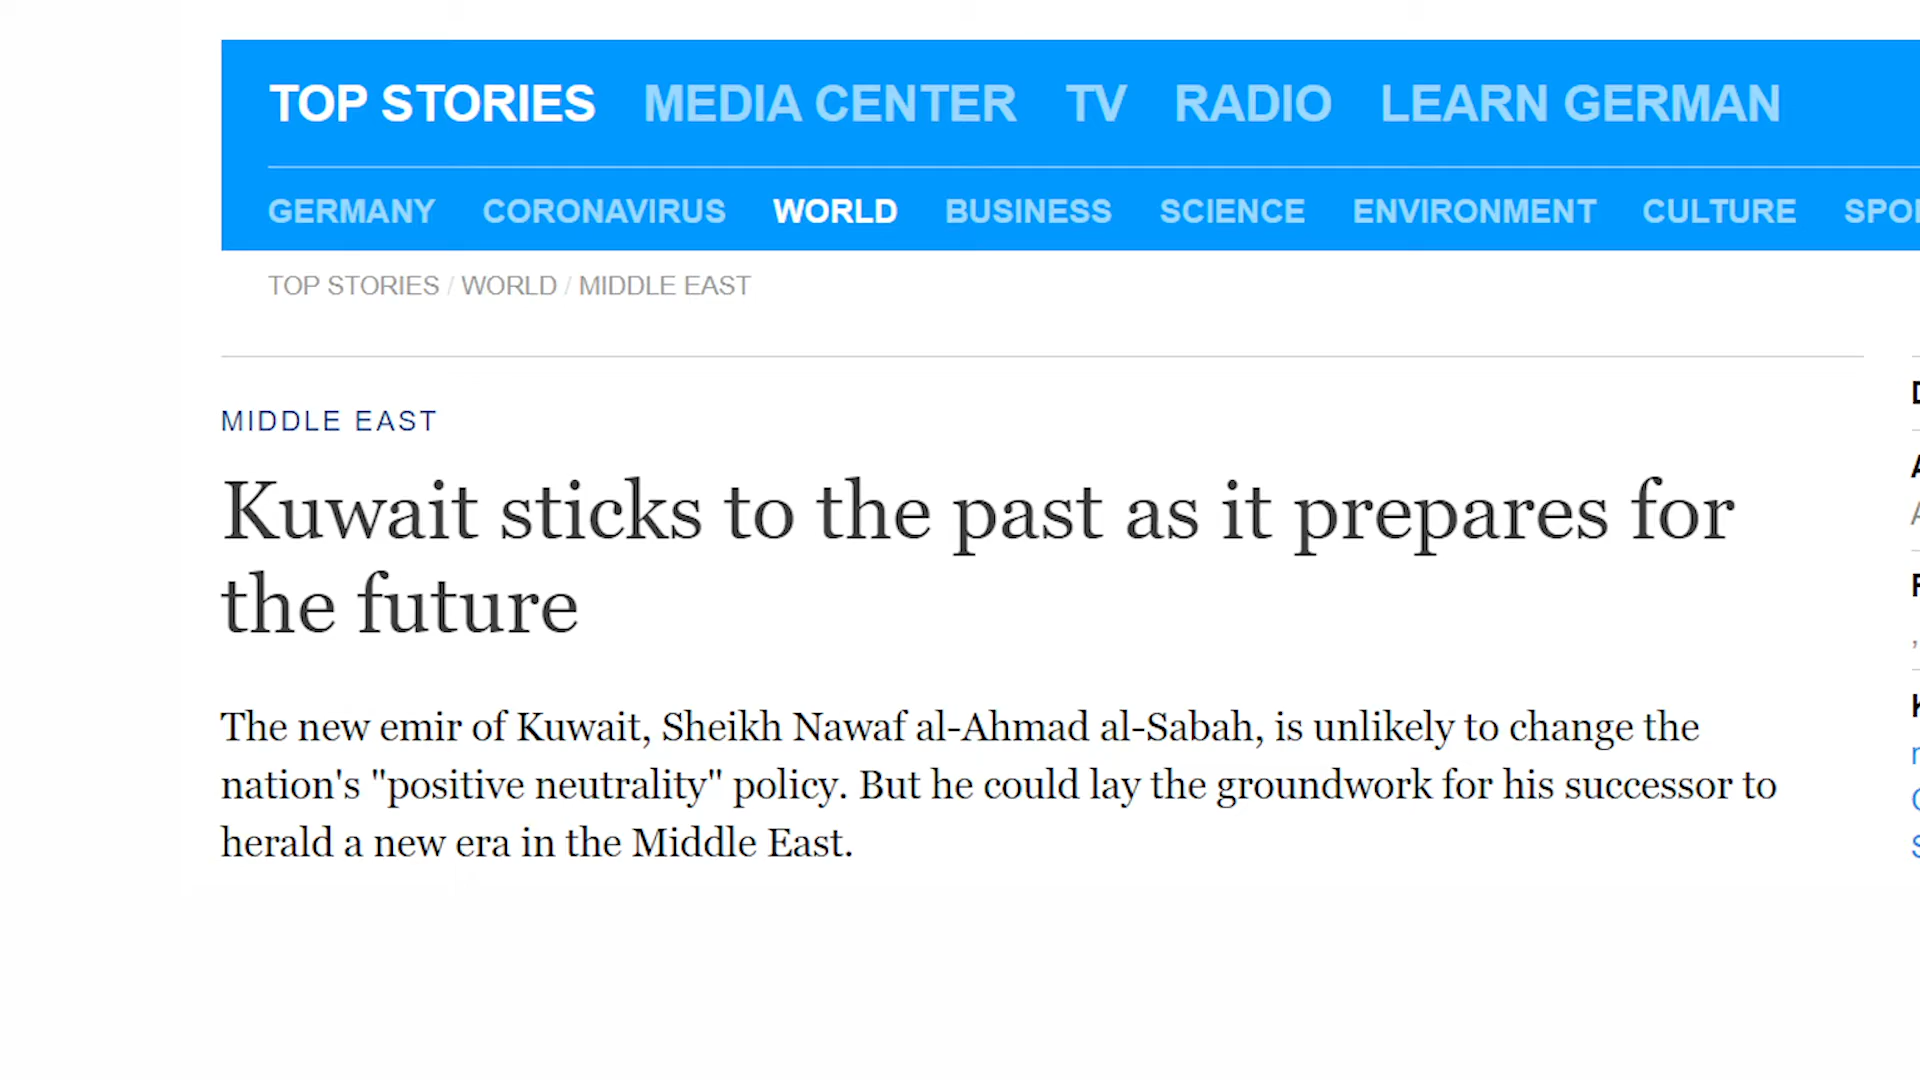 TOP STORIES MEDIA CENTER TV RADIO LEARN GERMAN
GERMANY CORONAVIRUS WORLD BUSINESS SCIENCE ENVIRONMENT CULTURE
TOP STORIES / WORLD / MIDDLE EAST
MIDDLE EAST
Kuwait sticks to the past as it prepares for
the future
The new emir of Kuwait, Sheikh Nawaf al-Ahmad al-Sabah, is unlikely to change the
nation's "positive neutrality" policy. But he could lay the groundwork for his successor to
herald a new era in the Middle East.